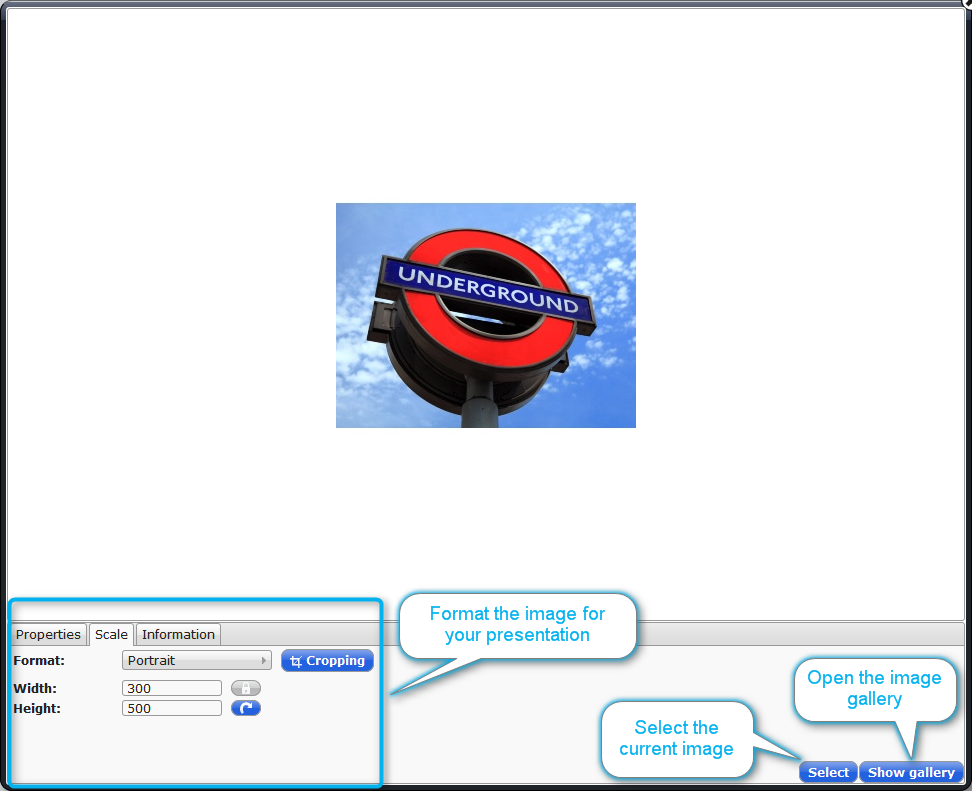 UNDERGROUND
Format the image for
your presentation
Properties
Scale
Information
Format:
Portrait
Cropping
Width:
300
Height:
500
Open the image
gallery
Select the
current image
Select
Show gallery